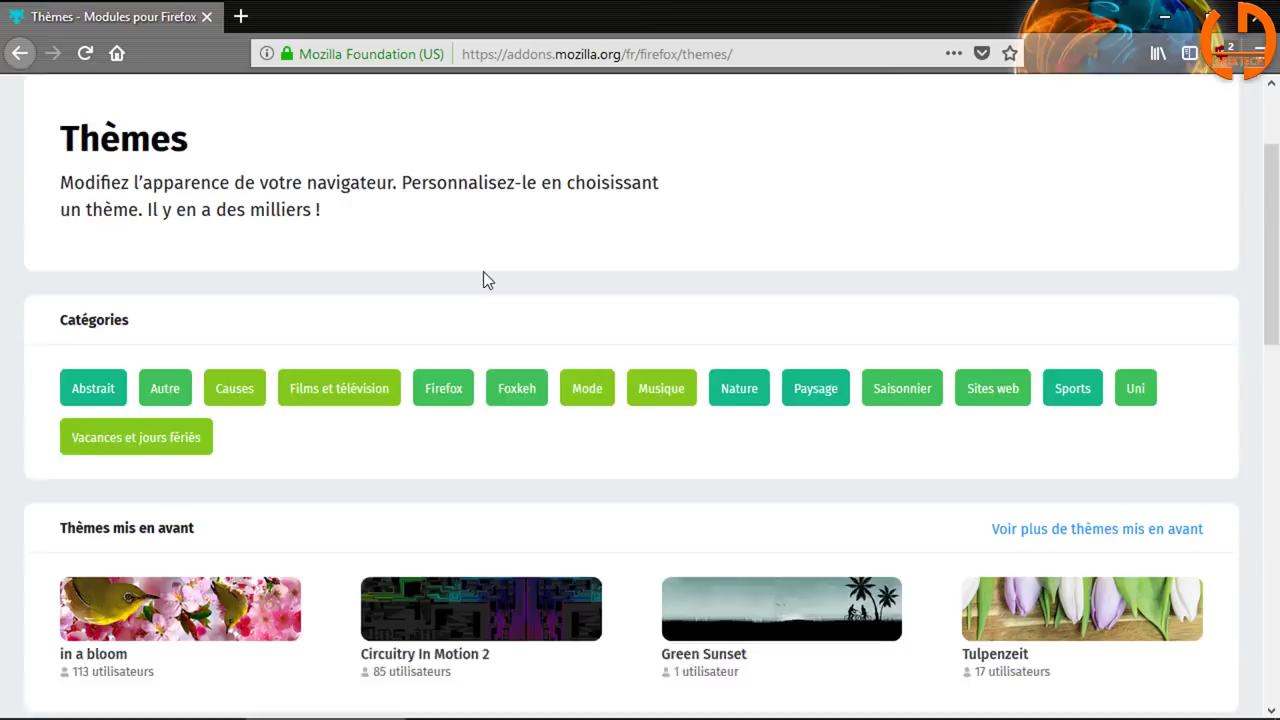 Thèmes - Modules pour Firefox
Mozilla Foundation (US)
https://addons.mozilla.org/fr/firefox/themes/
2
Thèmes
Modifiez l’apparence de votre navigateur. Personnalisez-le en choisissant
un thème. Il y en a des milliers !
Catégories
Abstrait Autre Causes Films et télévision Firefox Foxkeh Mode Musique Nature Paysage Saisonnier Sites web Sports Uni
Vacances et jours fériés
Thèmes mis en avant
Voir plus de thèmes mis en avant
in a bloom
113 utilisateurs
Circuitry In Motion 2
85 utilisateurs
Green Sunset
1 utilisateur
Tulpenzeit
17 utilisateurs